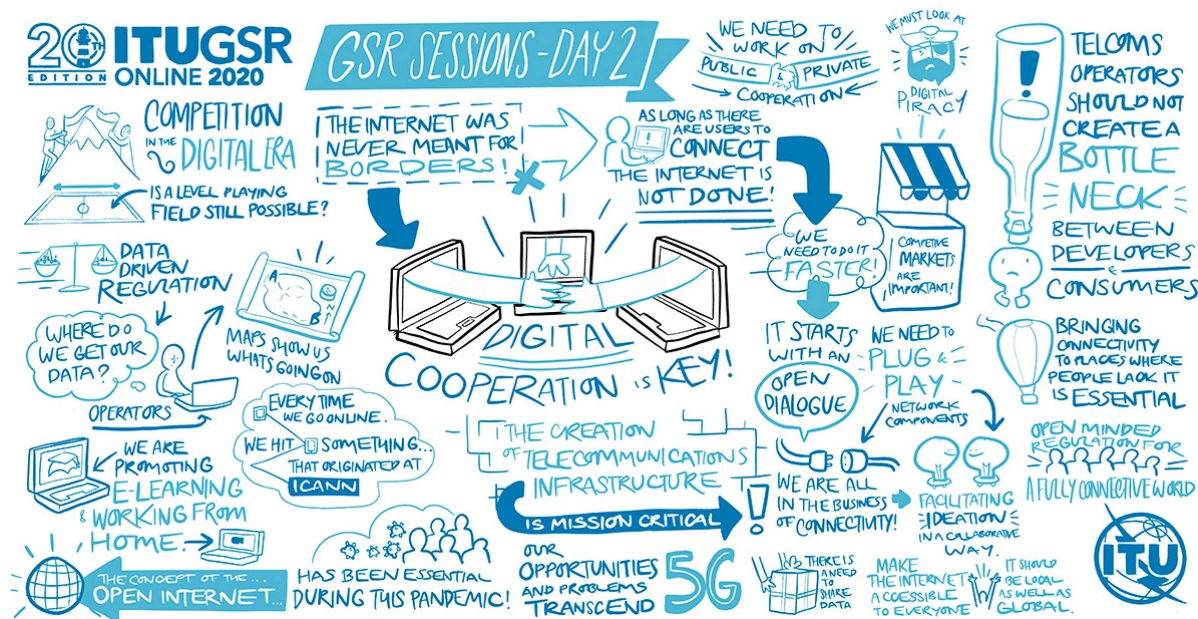 20TH
EDITION
ITUGSR
ONLINE 2020
GSR SESSIONS - DAY 2
WE NEED TO
WORK ON
PUBLIC PRIVATE
COOPERATION
WE MUST LOOK AT
DIGITAL
PIRACY
!
TELCOMS
OPERATORS
SHOULD NOT
CREATE A
BOTTLE
NECK
BETWEEN
DEVELOPERS
&
CONSUMERS
COMPETITION
IN THE
DIGITAL ERA
IS A LEVEL PLAYING
FIELD STILL POSSIBLE?
THE INTERNET WAS
NEVER MEANT FOR
BORDERS!
AS LONG AS THERE
ARE USERS TO
CONNECT
THE INTERNET IS
NOT DONE!
!
WE
NEED TO DO IT
FASTER!
COMPETIVE
MARKETS
ARE
IMPORTANT!
DATA
DRIVEN
REGULATION
WHERE DO
WE GET OUR
DATA?
OPERATORS
A
B
N
MAPS SHOW US
WHATS GOING ON
DIGITAL
COOPERATION IS KEY!
IT STARTS
WITH AN
OPEN
DIALOGUE
WE NEED TO
PLUG &
PLAY
NETWORK
COMPONENTS
BRINGING
CONNECTIVITY
TO PLACES WHERE
PEOPLE LACK IT
IS ESSENTIAL
EVERY TIME
WE GO ONLINE.
WE HIT SOMETHING...
THAT ORIGINATED AT
ICANN
WE ARE
PROMOTING
E-LEARNING
& WORKING FROM
HOME.
THE CREATION
OF TELECOMMUNICATIONS
INFRASTRUCTURE
IS MISSION CRITICAL
!
WE ARE ALL
IN THE BUSINESS
OF CONNECTIVITY!
FACILITATING
IDEATION
IN A COLLABORATIVE
WAY.
OPEN MINDED
REGULATION FOR
A FULLY CONNECTIVE WORLD
THE CONCEPT OF THE...
OPEN INTERNET...
HAS BEEN ESSENTIAL
DURING THIS PANDEMIC!
OUR
OPPORTUNITIES
AND PROBLEMS
TRANSCEND
5G
THERE IS
A NEED
TO
SHARE
DATA
MAKE
THE INTERNET
ACCESSIBLE
TO EVERYONE
IT SHOULD
BE LOCAL
AS WELL AS
GLOBAL.
ITU